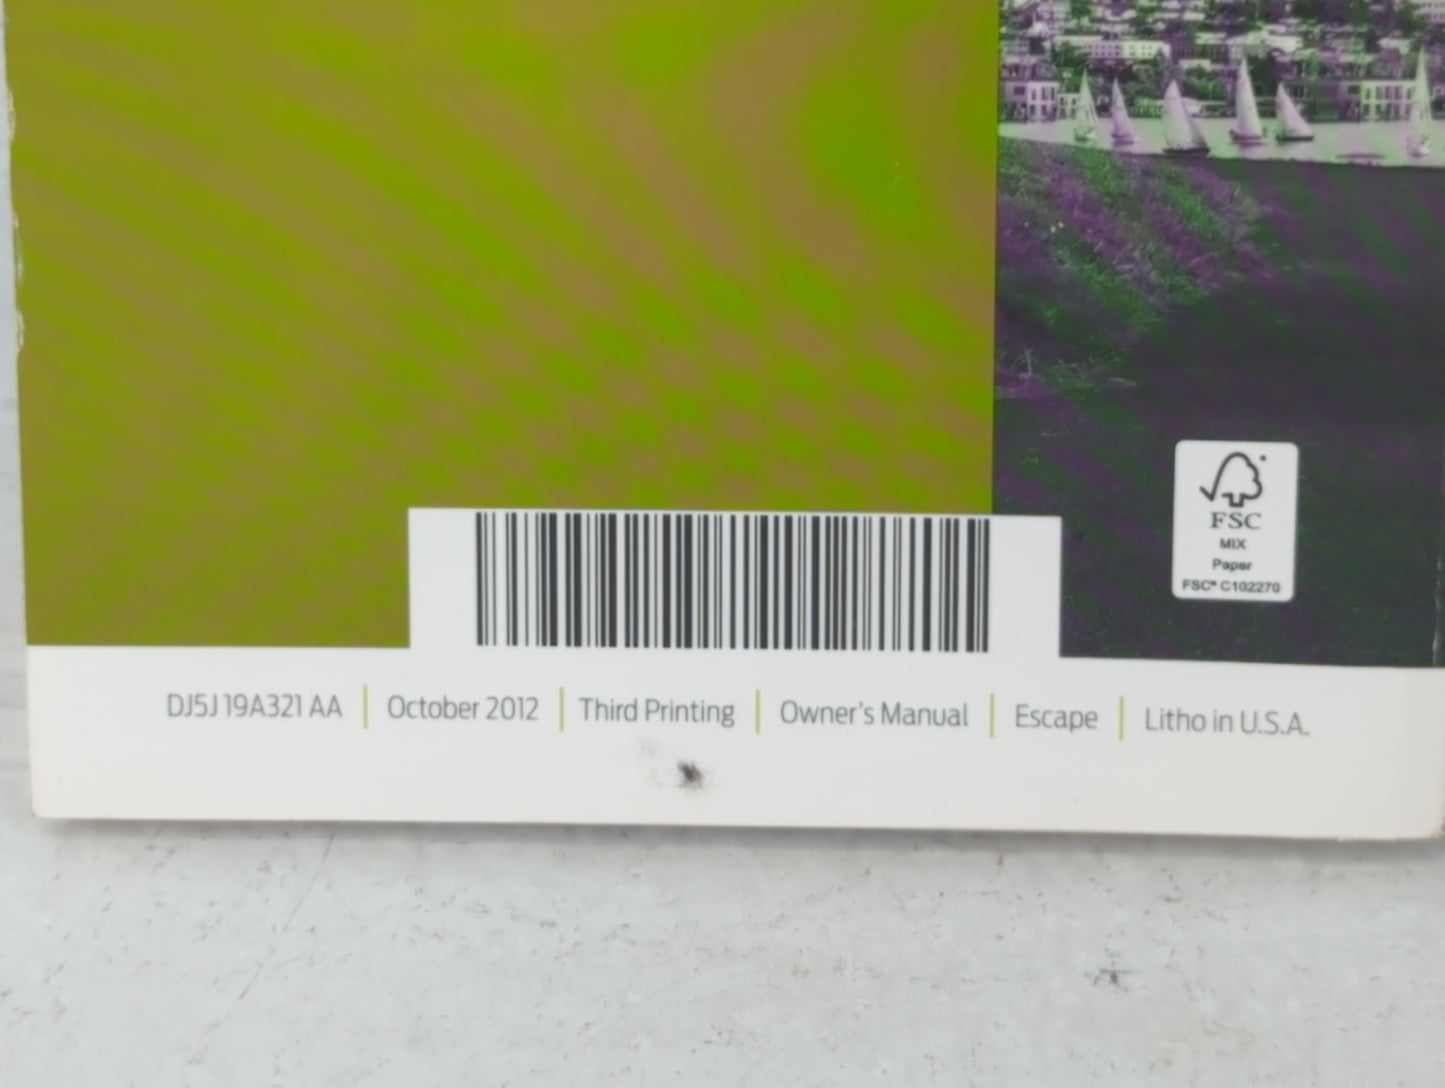 FSC
MIX
Paper
FSC® C102270
DJ5J 19A321 AA | October 2012 | Third Printing | Owner's Manual | Escape | Litho in U.S.A.